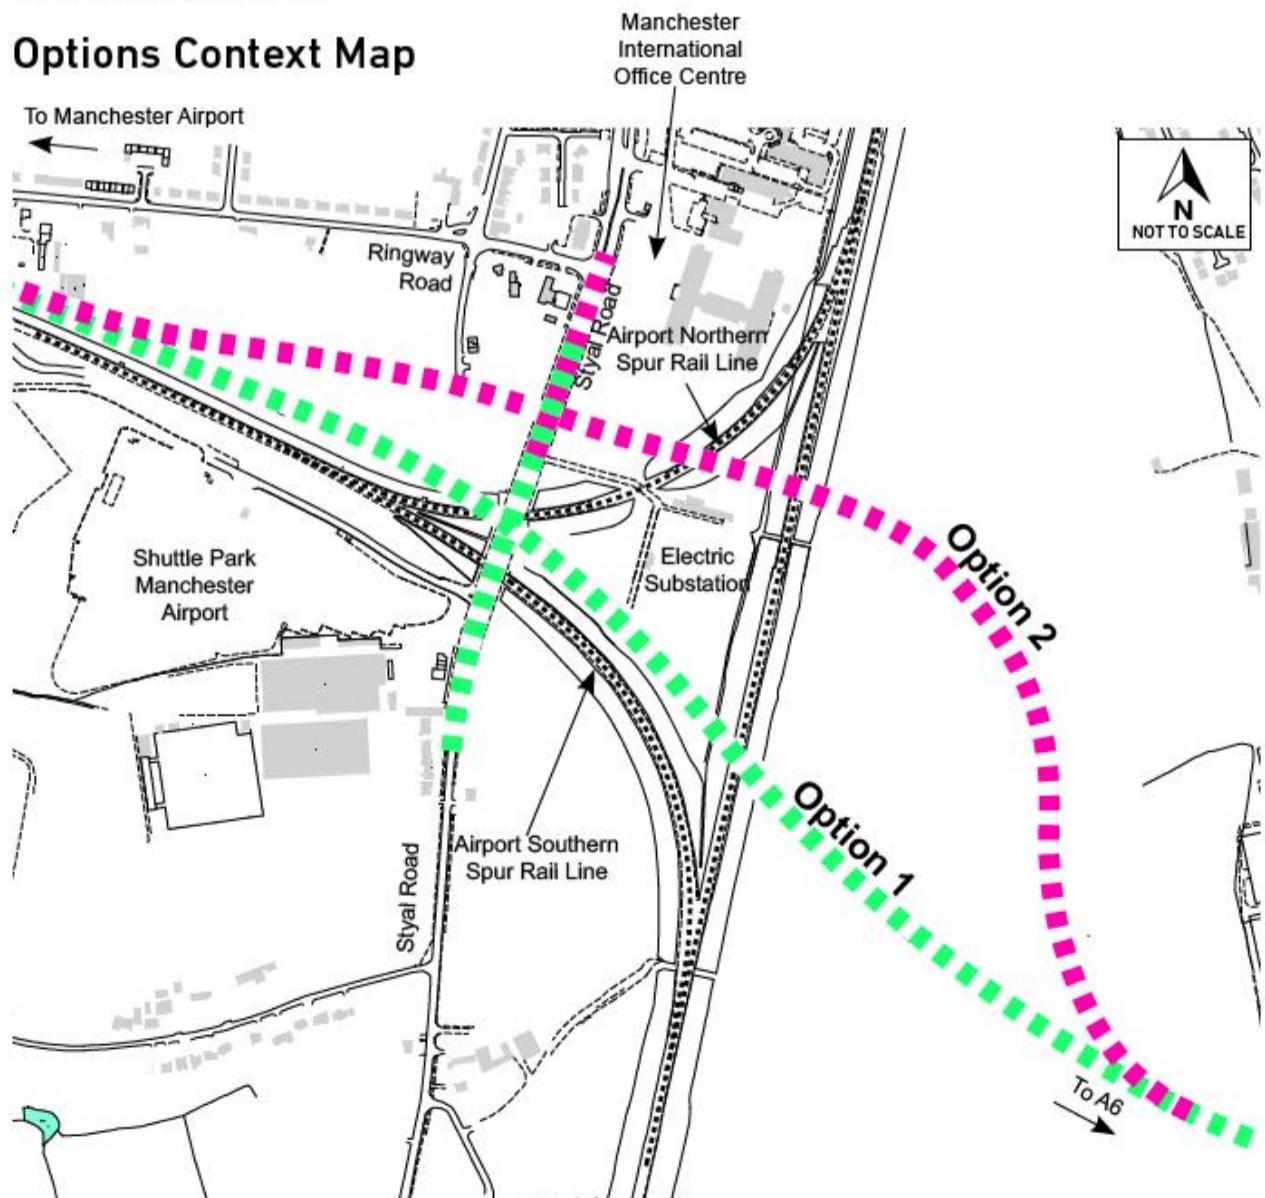 Options Context Map
Manchester
International
Office Centre
To Manchester Airport
N
NOT TO SCALE
Ringway
Road
Styal Road
Airport Northern
Spur Rail Line
Shuttle Park
Manchester
Airport
Electric
Substation
Option 2
Option 1
Airport Southern
Spur Rail Line
Styal Road
To A6